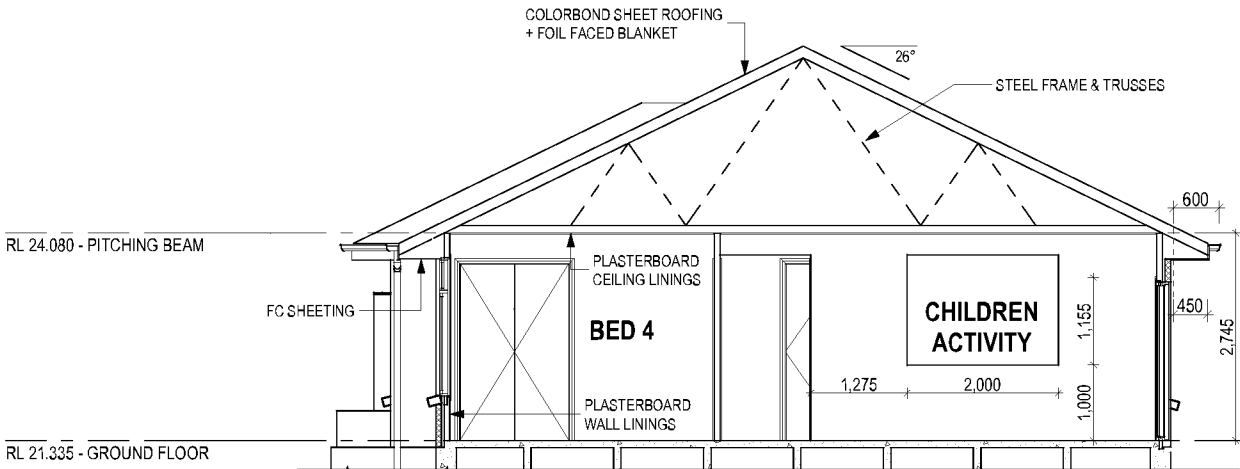 COLORBOND SHEET ROOFING
+ FOIL FACED BLANKET
26°
STEEL FRAME & TRUSSES
600
RL 24.080 - PITCHING BEAM
PLASTERBOARD
CEILING LININGS
FC SHEETING
BED 4
CHILDREN
ACTIVITY
1,155
450
2,745
1,275
2,000
1,000
PLASTERBOARD
WALL LININGS
RL 21.335 - GROUND FLOOR